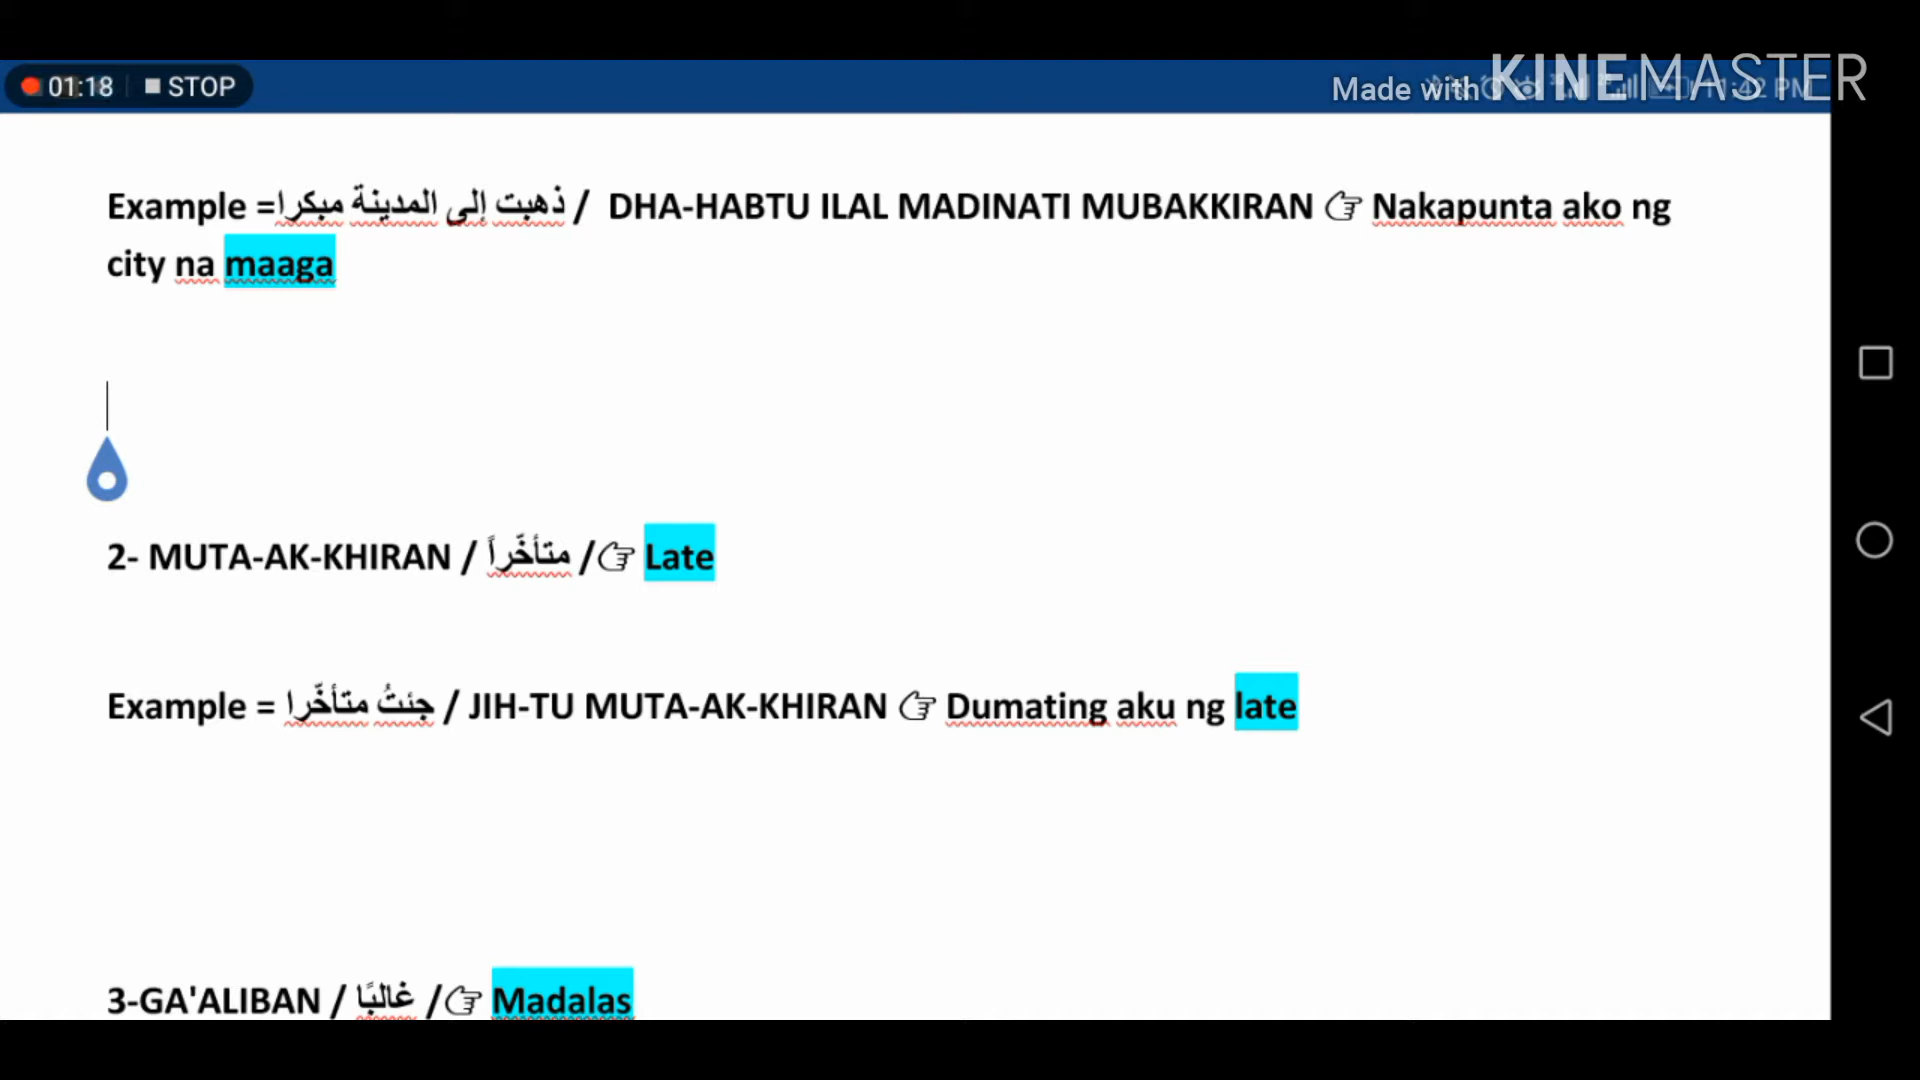 01:18 STOP
Made with KINEMASTER
Example =ذهبت إلى المدينة مبكرا / DHA-HABTU ILAL MADINATI MUBAKKIRAN 👉 Nakapunta ako ng
city na maaga
2- MUTA-AK-KHIRAN / متأخّراً /👉 Late
Example = جئتُ متأخّرا / JIH-TU MUTA-AK-KHIRAN 👉 Dumating aku ng late
3-GA'ALIBAN / غالبًا /👉 Madalas